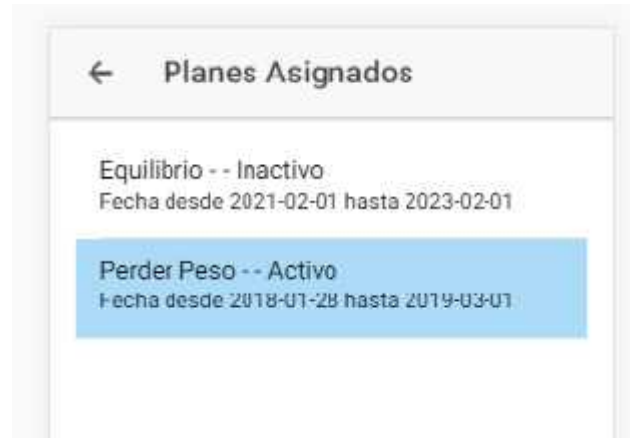 Planes Asignados
Equilibrio - - Inactivo
Fecha desde 2021-02-01 hasta 2023-02-01
Perder Peso - - Activo
Fecha desde 2018-01-28 hasta 2019-03-01